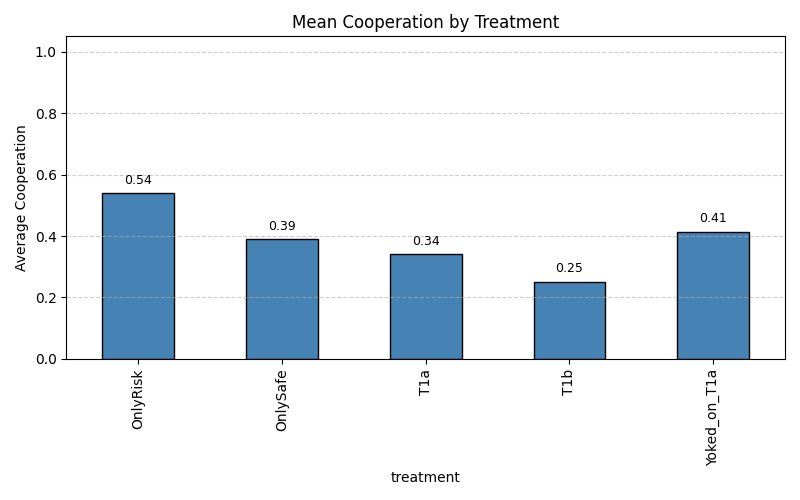 Mean Cooperation by Treatment
Average Cooperation
1.0
0.8
0.6
0.4
0.2
0.0
0.54
0.39
0.34
0.25
0.41
OnlyRisk
OnlySafe
T1a
T1b
Yoked_on_T1a
treatment